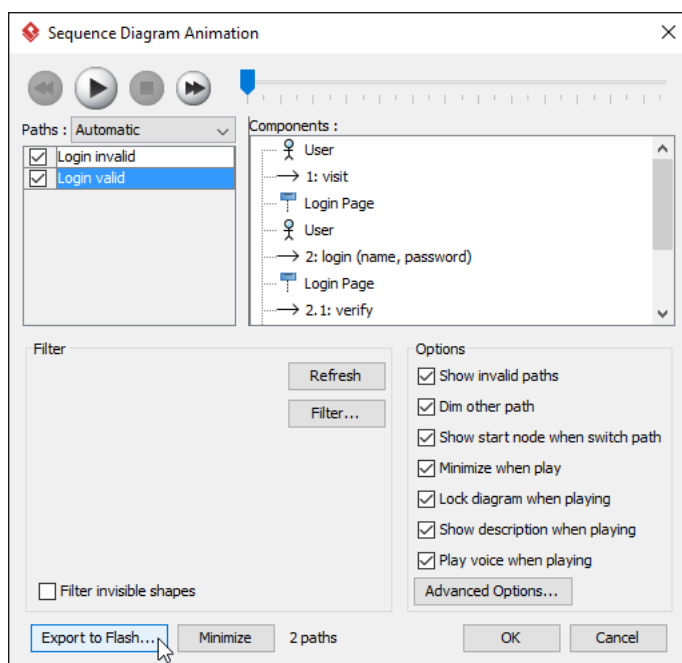 Sequence Diagram Animation
Paths : Automatic
Login invalid
Login valid
Components :
User
1: visit
Login Page
User
2: login (name, password)
Login Page
2.1: verify
Filter
Refresh
Filter...
Filter invisible shapes
Options
Show invalid paths
Dim other path
Show start node when switch path
Minimize when play
Lock diagram when playing
Show description when playing
Play voice when playing
Advanced Options...
Export to Flash... Minimize 2 paths OK Cancel